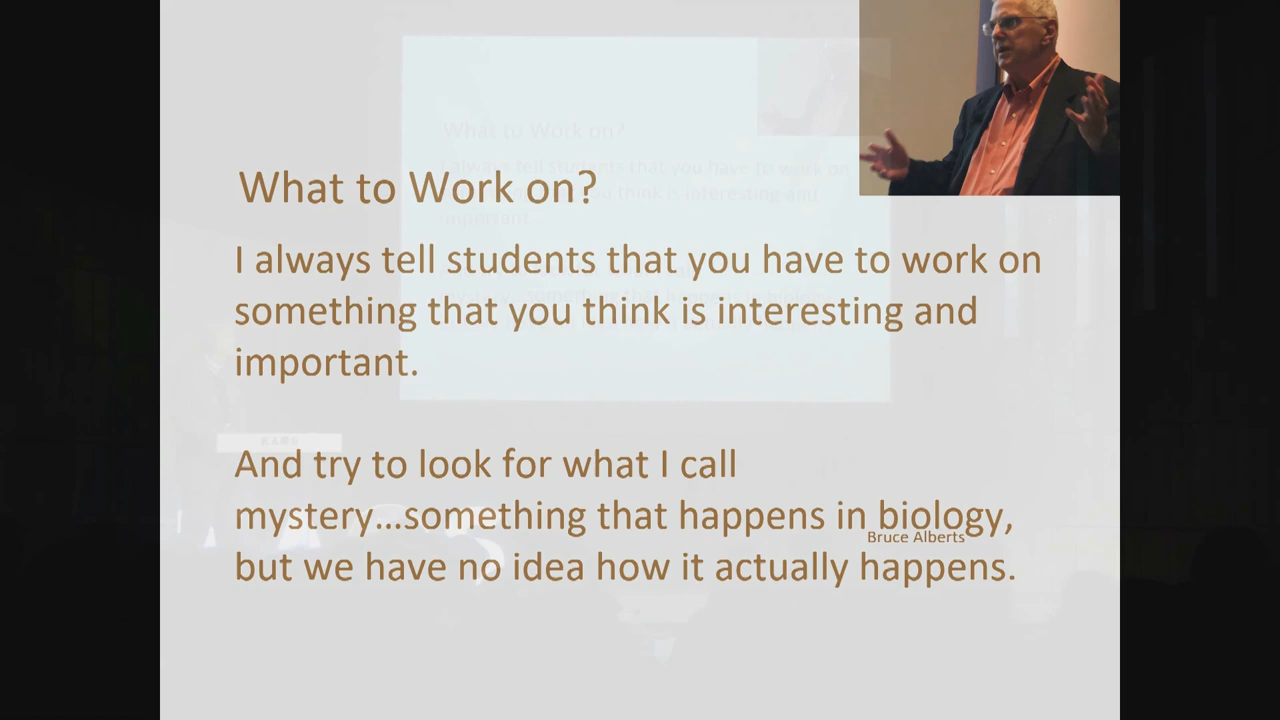 What to Work on?
I always tell students that you have to work on
something that you think is interesting and
important.
And try to look for what I call
mystery...something that happens in biology,
Bruce Alberts
but we have no idea how it actually happens.